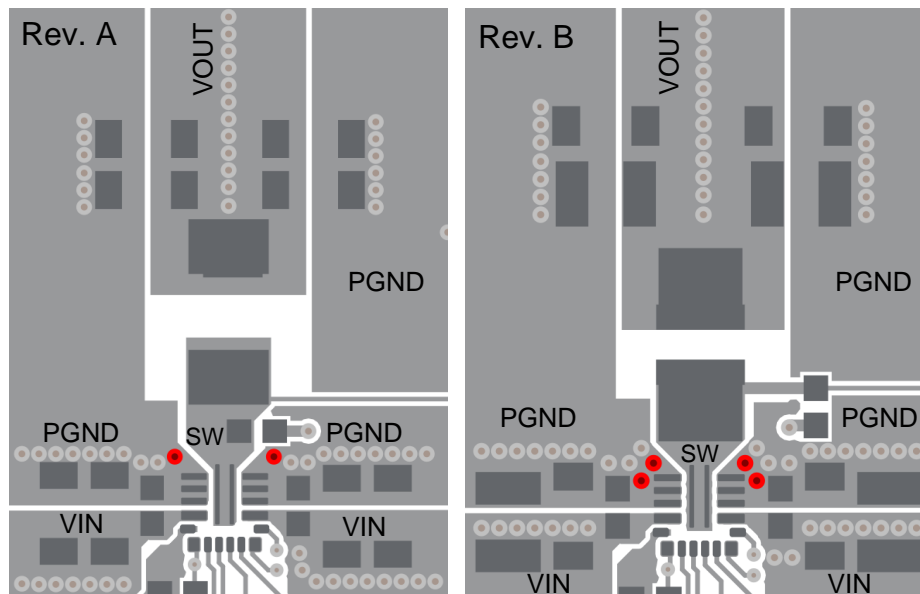 Rev. A
VOUT
PGND
PGND
SW
PGND
VIN
VIN
Rev. B
VOUT
PGND
PGND
PGND
SW
VIN
VIN